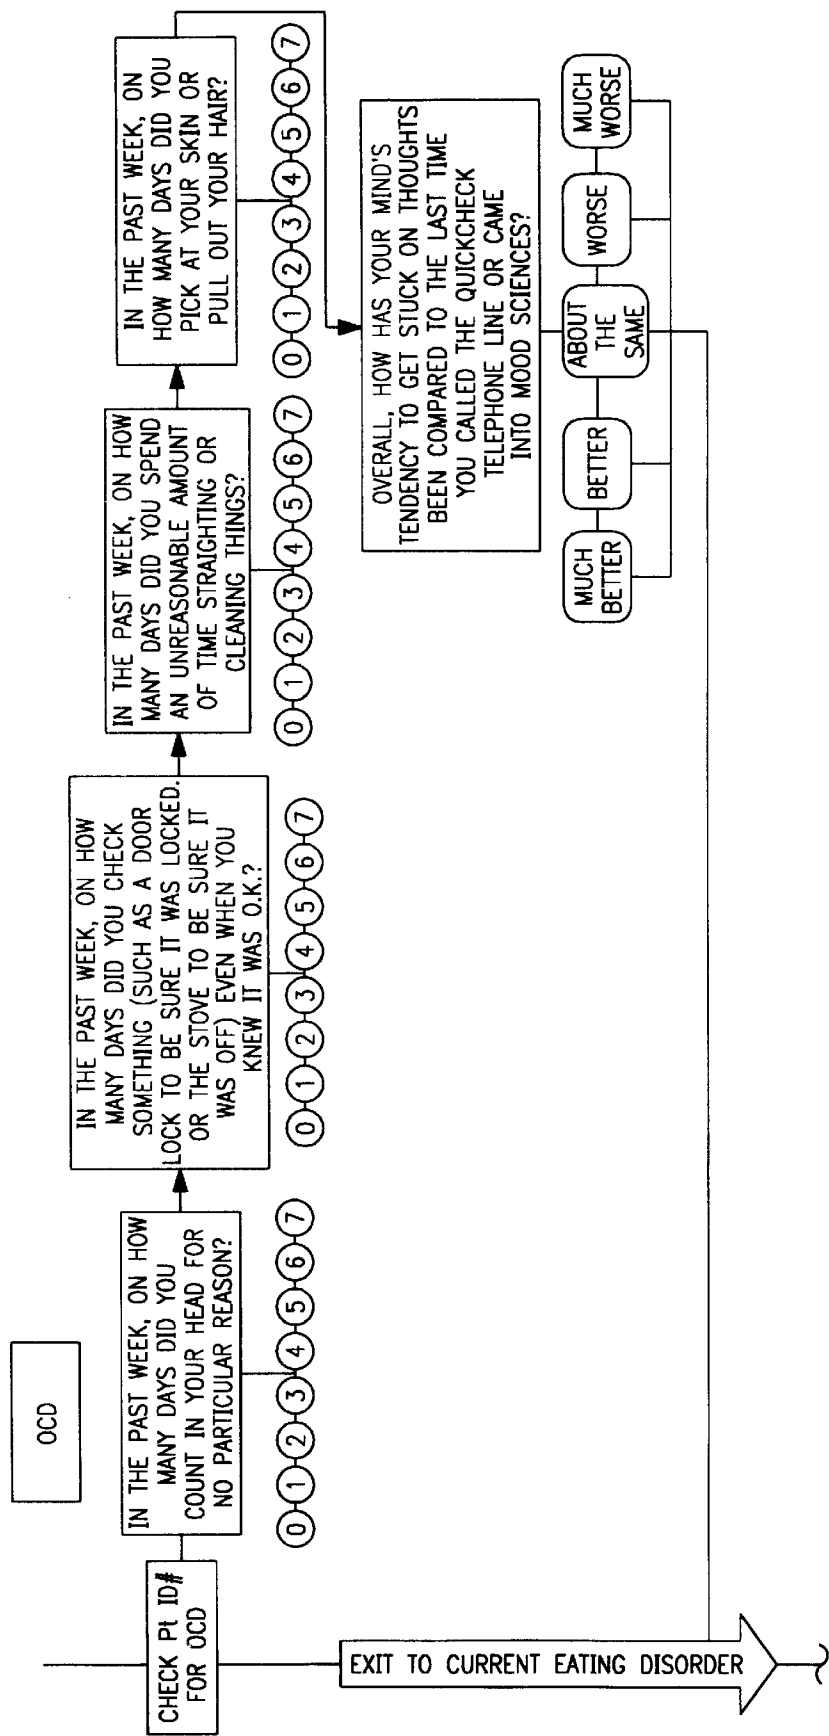 OCD
CHECK Pt ID#
FOR OCD
IN THE PAST WEEK, ON HOW
MANY DAYS DID YOU
COUNT IN YOUR HEAD FOR
NO PARTICULAR REASON?
0 1 2 3 4 5 6 7
IN THE PAST WEEK, ON HOW
MANY DAYS DID YOU CHECK
SOMETHING (SUCH AS A DOOR
LOCK TO BE SURE IT WAS LOCKED.
OR THE STOVE TO BE SURE IT
WAS OFF) EVEN WHEN YOU
KNEW IT WAS O.K.?
0 1 2 3 4 5 6 7
IN THE PAST WEEK, ON HOW
MANY DAYS DID YOU SPEND
AN UNREASONABLE AMOUNT
OF TIME STRAIGHTING OR
CLEANING THINGS?
0 1 2 3 4 5 6 7
IN THE PAST WEEK, ON
HOW MANY DAYS DID YOU
PICK AT YOUR SKIN OR
PULL OUT YOUR HAIR?
0 1 2 3 4 5 6 7
OVERALL, HOW HAS YOUR MIND'S
TENDENCY TO GET STUCK ON THOUGHTS
BEEN COMPARED TO THE LAST TIME
YOU CALLED THE QUICKCHECK
TELEPHONE LINE OR CAME
INTO MOOD SCIENCES?
MUCH
BETTER
BETTER
ABOUT
THE
SAME
WORSE
MUCH
WORSE
EXIT TO CURRENT EATING DISORDER